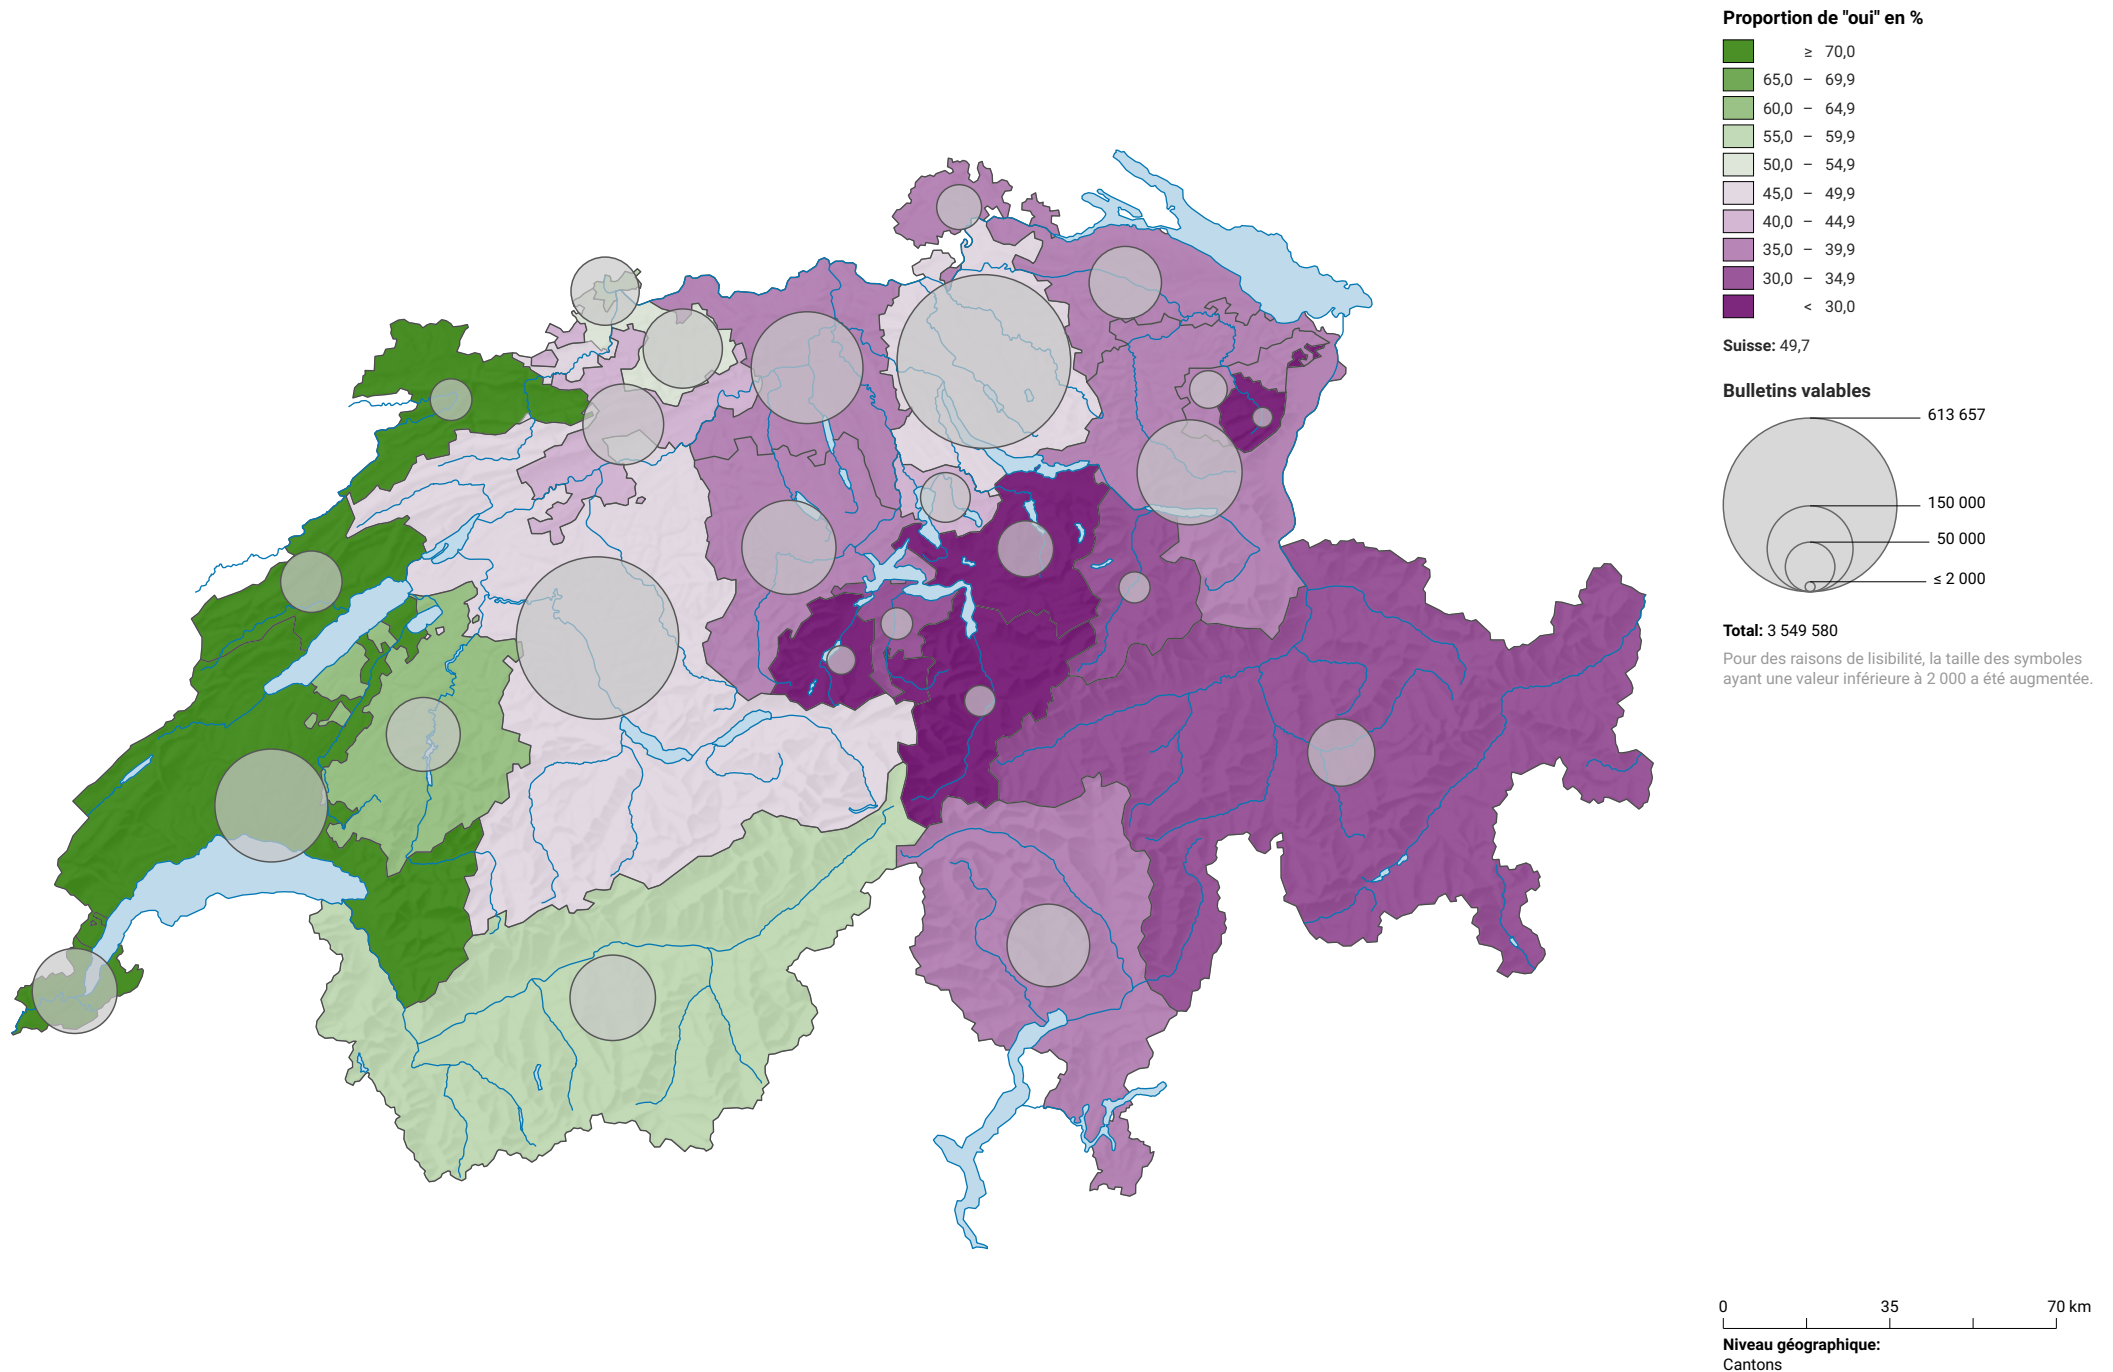 Proportion de "oui" en %
≥ 70,0
65,0 – 69,9
60,0 – 64,9
55,0 – 59,9
50,0 – 54,9
45,0 – 49,9
40,0 – 44,9
35,0 – 39,9
30,0 – 34,9
< 30,0
Suisse: 49,7
Bulletins valables
613 657
150 000
50 000
≤ 2 000
Total: 3 549 580
Pour des raisons de lisibilité, la taille des symboles
ayant une valeur inférieure à 2 000 a été augmentée.
0 35 70 km
Niveau géographique:
Cantons